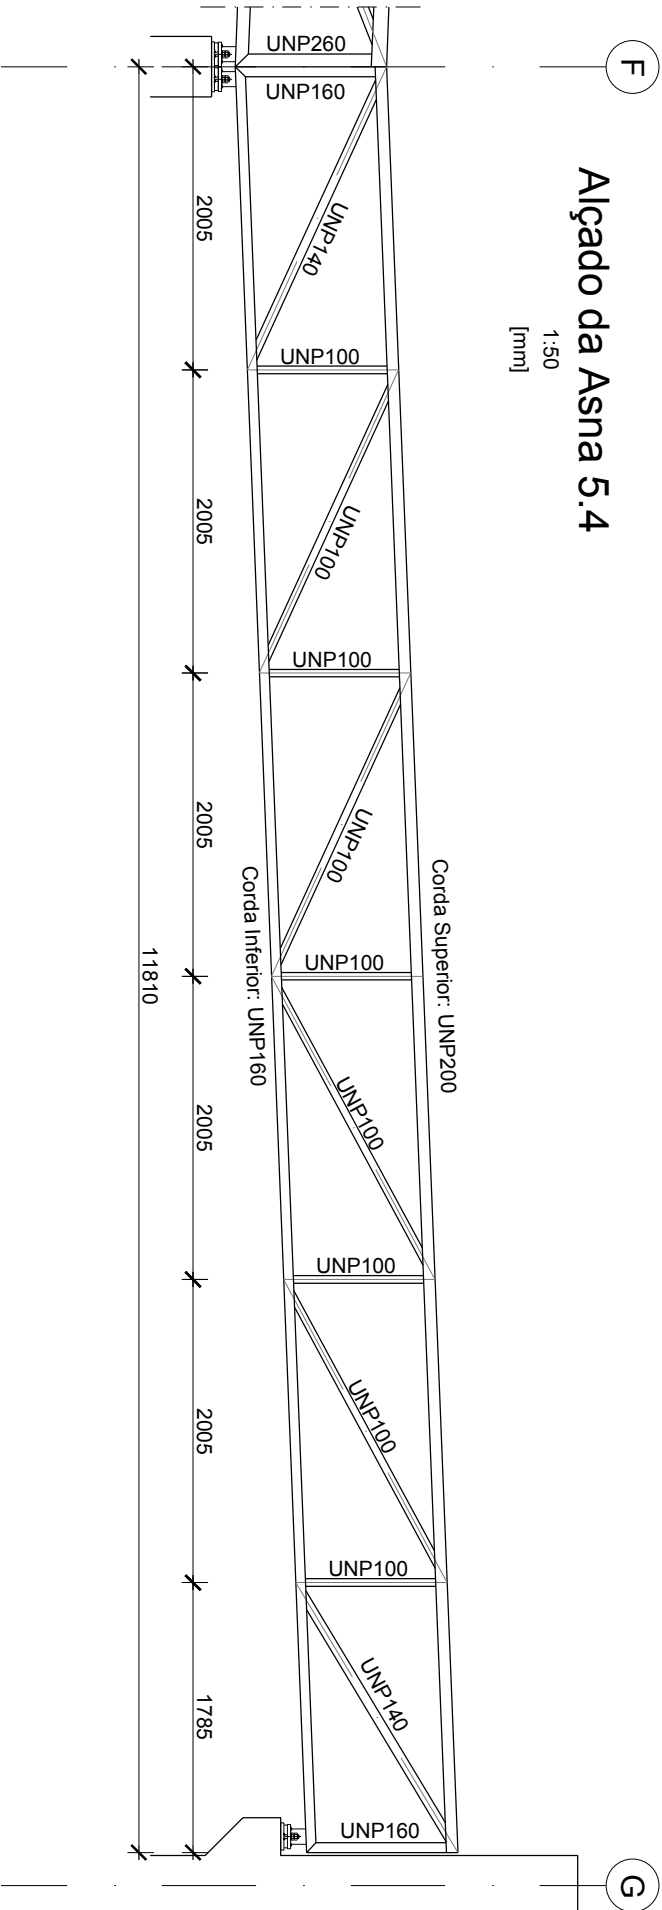 F
Alçado da Asna 5.4
1:50
[mm]
UNP260
UNP160
UNP140
2005
UNP100
UNP100
2005
UNP100
UNP100
2005
Corda Superior: UNP200
Corda Inferior: UNP160
UNP100
11810
UNP100
2005
UNP100
UNP100
2005
UNP100
UNP140
1785
UNP160
G